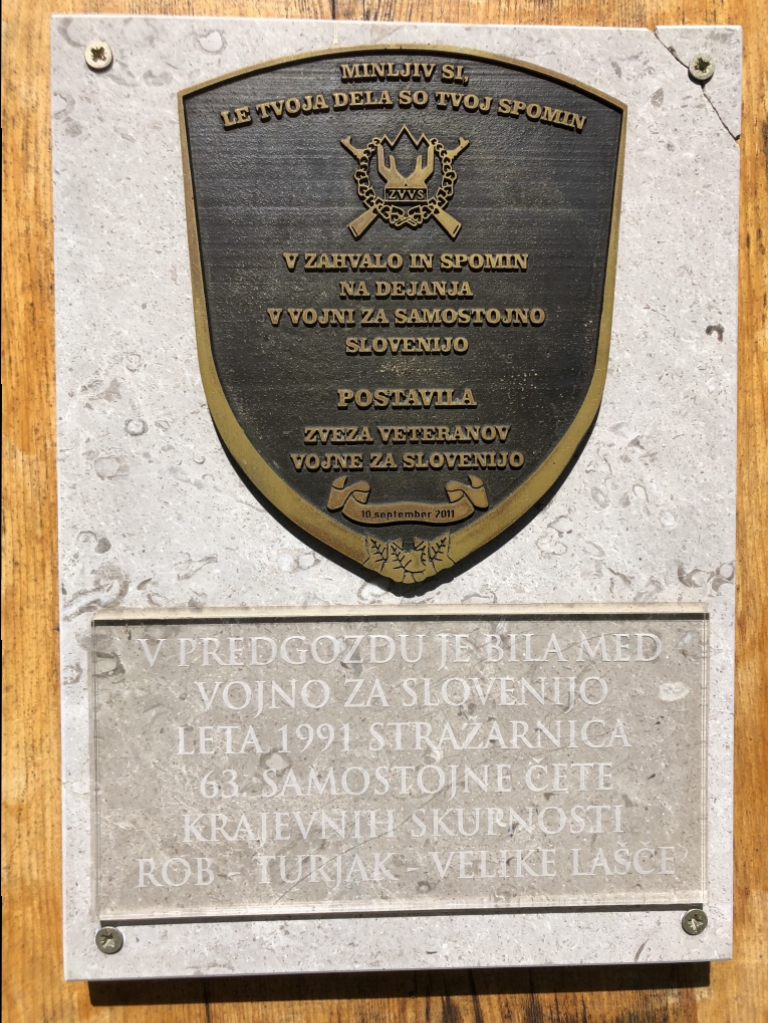 MINLJIV SI,
LE TVOJA DELA SO TVOJ SPOMIN
ZVVS
V ZAHVALO IN SPOMIN
NA DEJANJA
V VOJNI ZA SAMOSTOJNO
SLOVENIJO
POSTAVILA
ZVEZA VETERANOV
VOJNE ZA SLOVENIJO
10.september 2011
V PREDGOZDU JE BILA MED
VOJNO ZA SLOVENIJO
LETA 1991 STRAŽARNICA
63. SAMOSTOJNE ČETE
KRAJEVNIH SKUPNOSTI
ROB - TURJAK - VELIKE LAŠČE